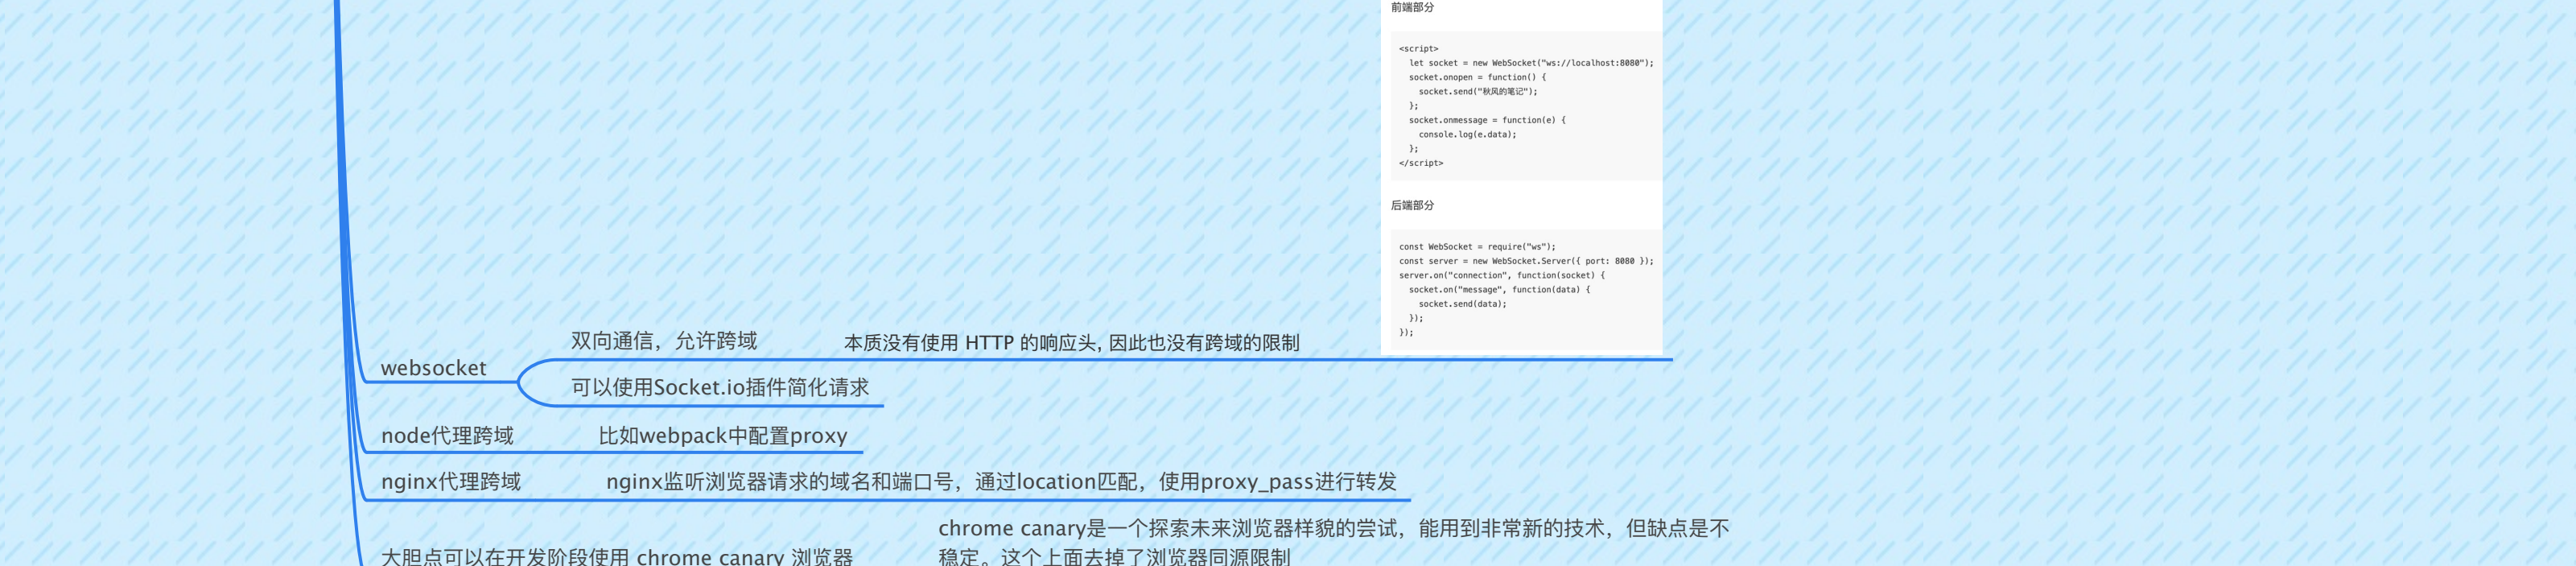 前端部分
<script>
let socket = new WebSocket("ws://localhost:8080");
socket.onopen = function() {
socket.send("秋风的笔记");
};
socket.onmessage = function(e) {
console.log(e.data);
};
</script>
后端部分
const WebSocket = require("ws");
const server = new WebSocket.Server({ port: 8080 });
server.on("connection", function(socket) {
socket.on("message", function(data) {
socket.send(data);
});
});
双向通信，允许跨域
本质没有使用 HTTP 的响应头, 因此也没有跨域的限制
websocket
可以使用Socket.io插件简化请求
node代理跨域
比如webpack中配置proxy
nginx代理跨域
nginx监听浏览器请求的域名和端口号，通过location匹配，使用proxy_pass进行转发
大胆点可以在开发阶段使用 chrome canary 浏览器
chrome canary是一个探索未来浏览器样貌的尝试，能用到非常新的技术，但缺点是不
稳定。这个上面去掉了浏览器同源限制